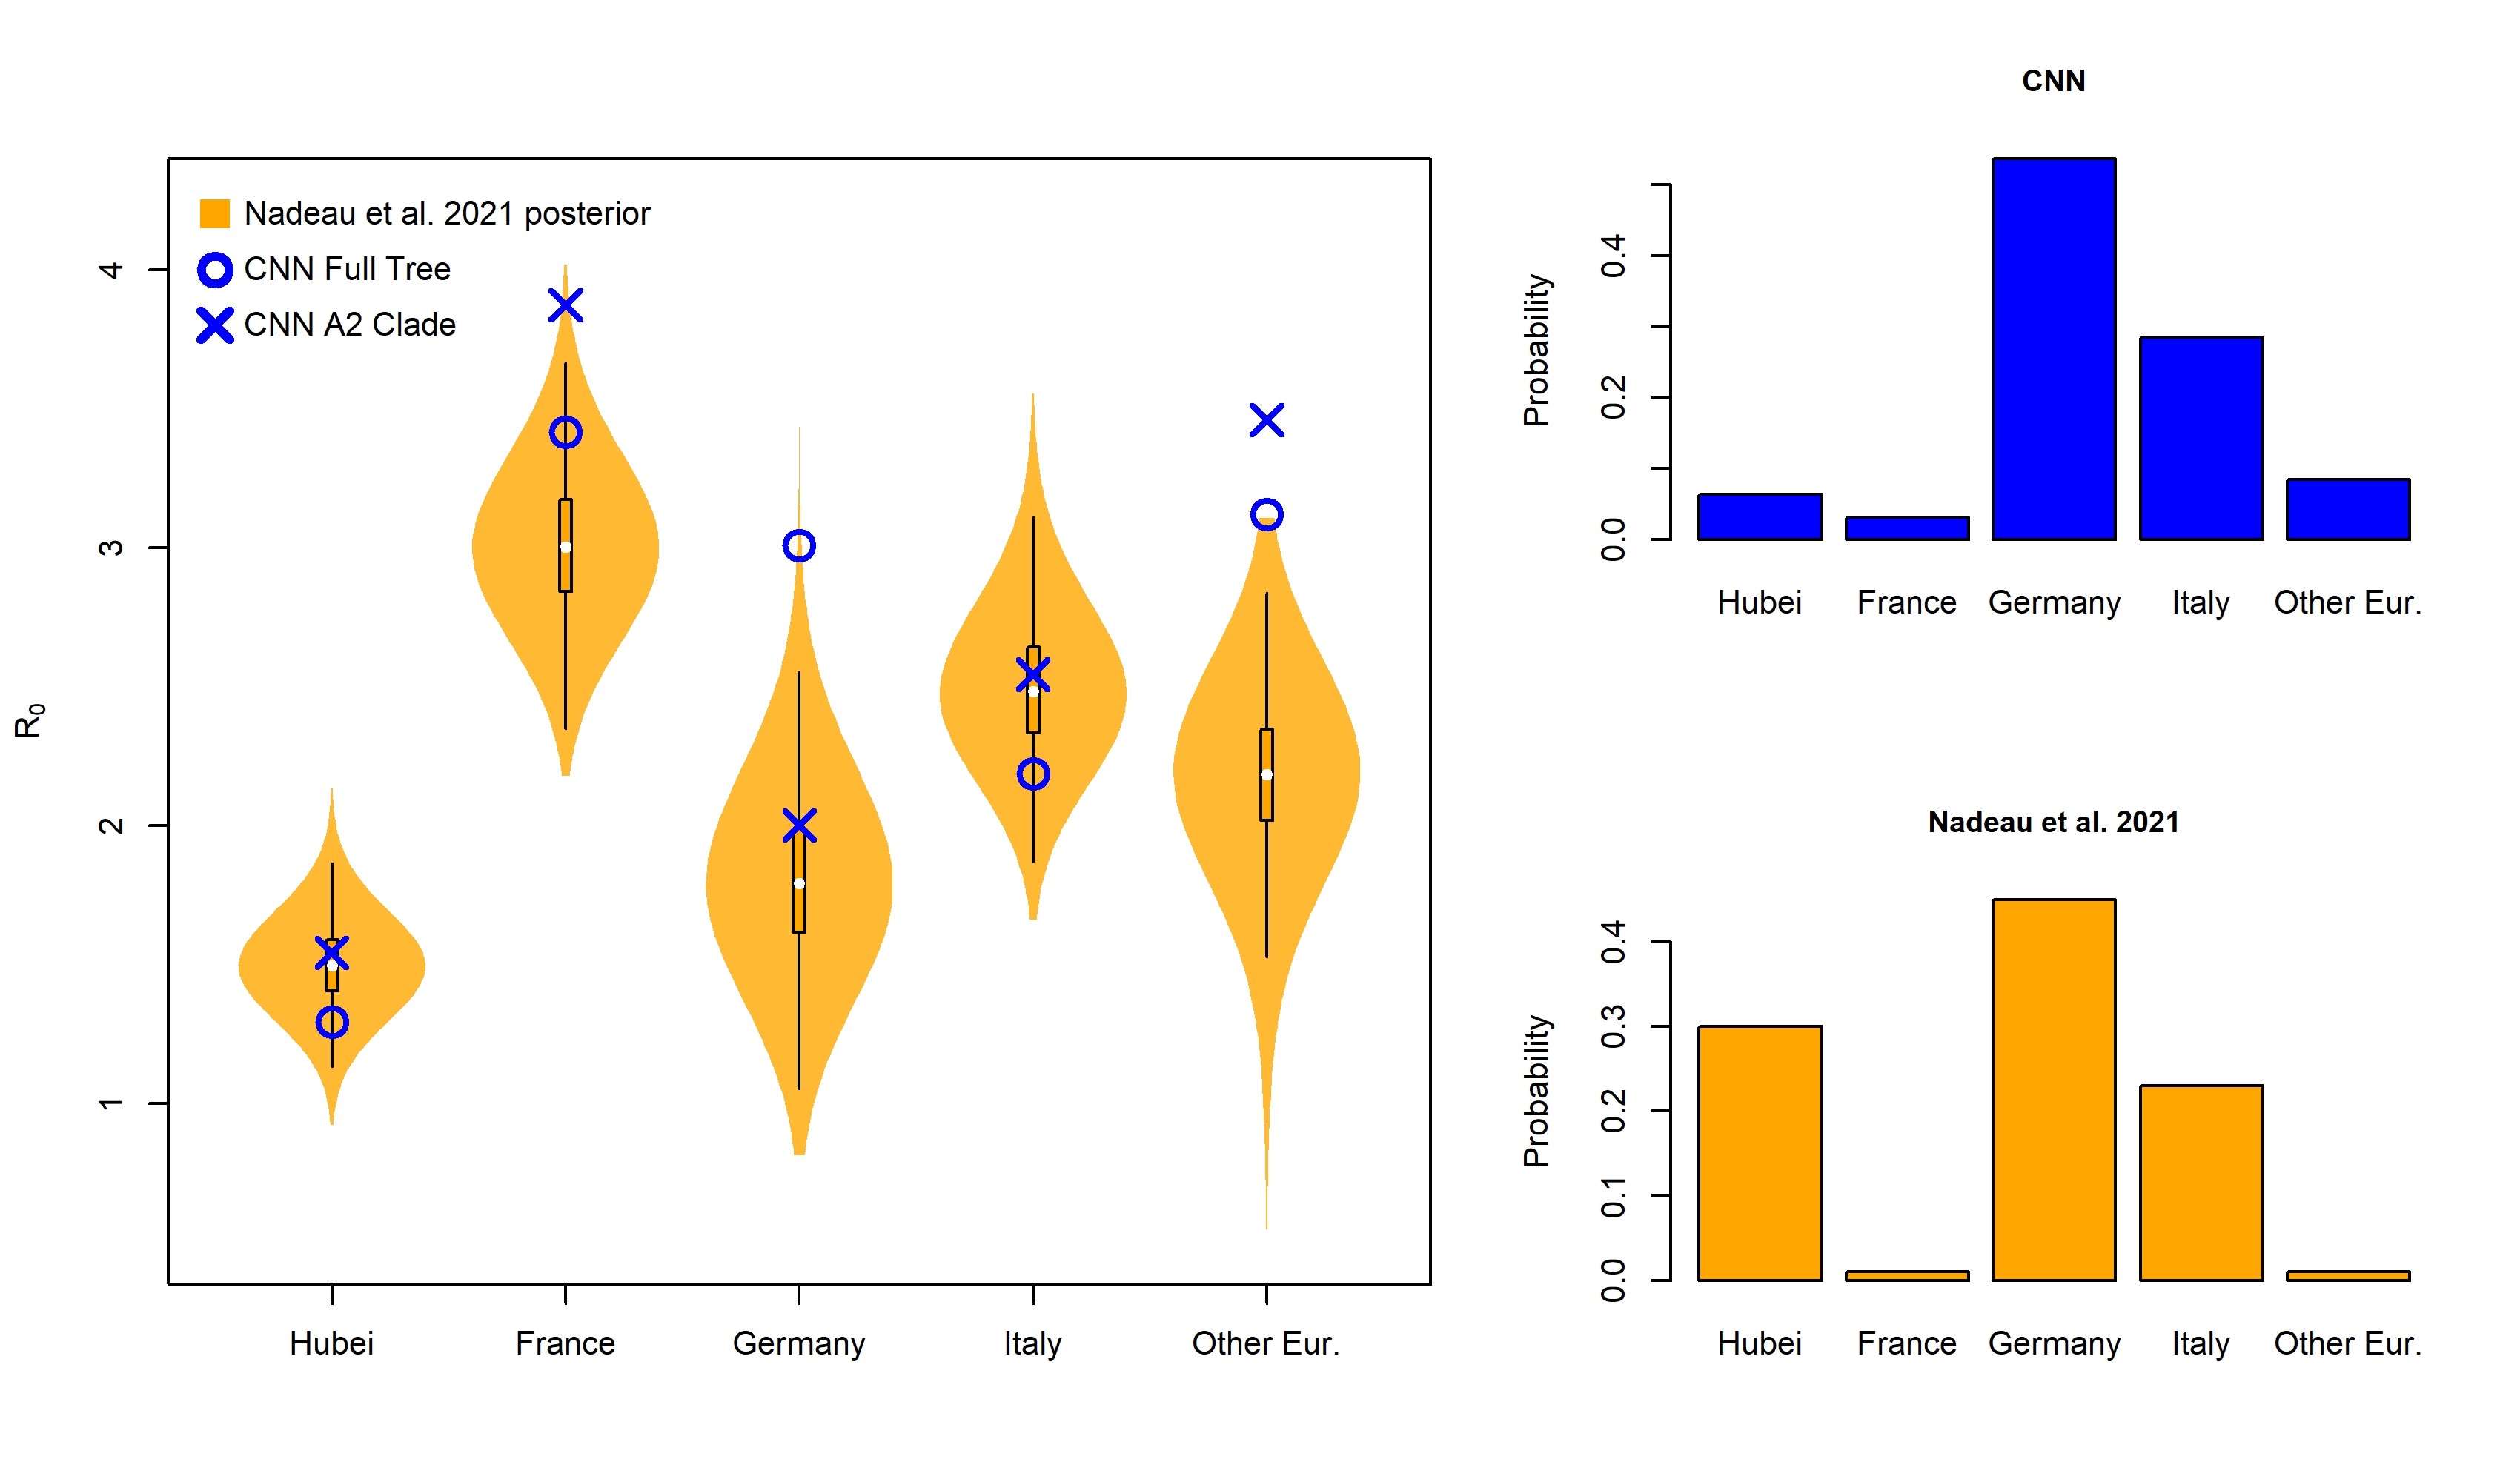 Nadeau et al. 2021 posterior
CNN Full Tree
CNN A2 Clade
R0
4
3
2
1
Hubei France Germany Italy Other Eur.
CNN
Probability
0.4
0.2
0.0
Hubei France Germany Italy Other Eur.
Nadeau et al. 2021
Probability
0.4
0.3
0.2
0.1
0.0
Hubei France Germany Italy Other Eur.